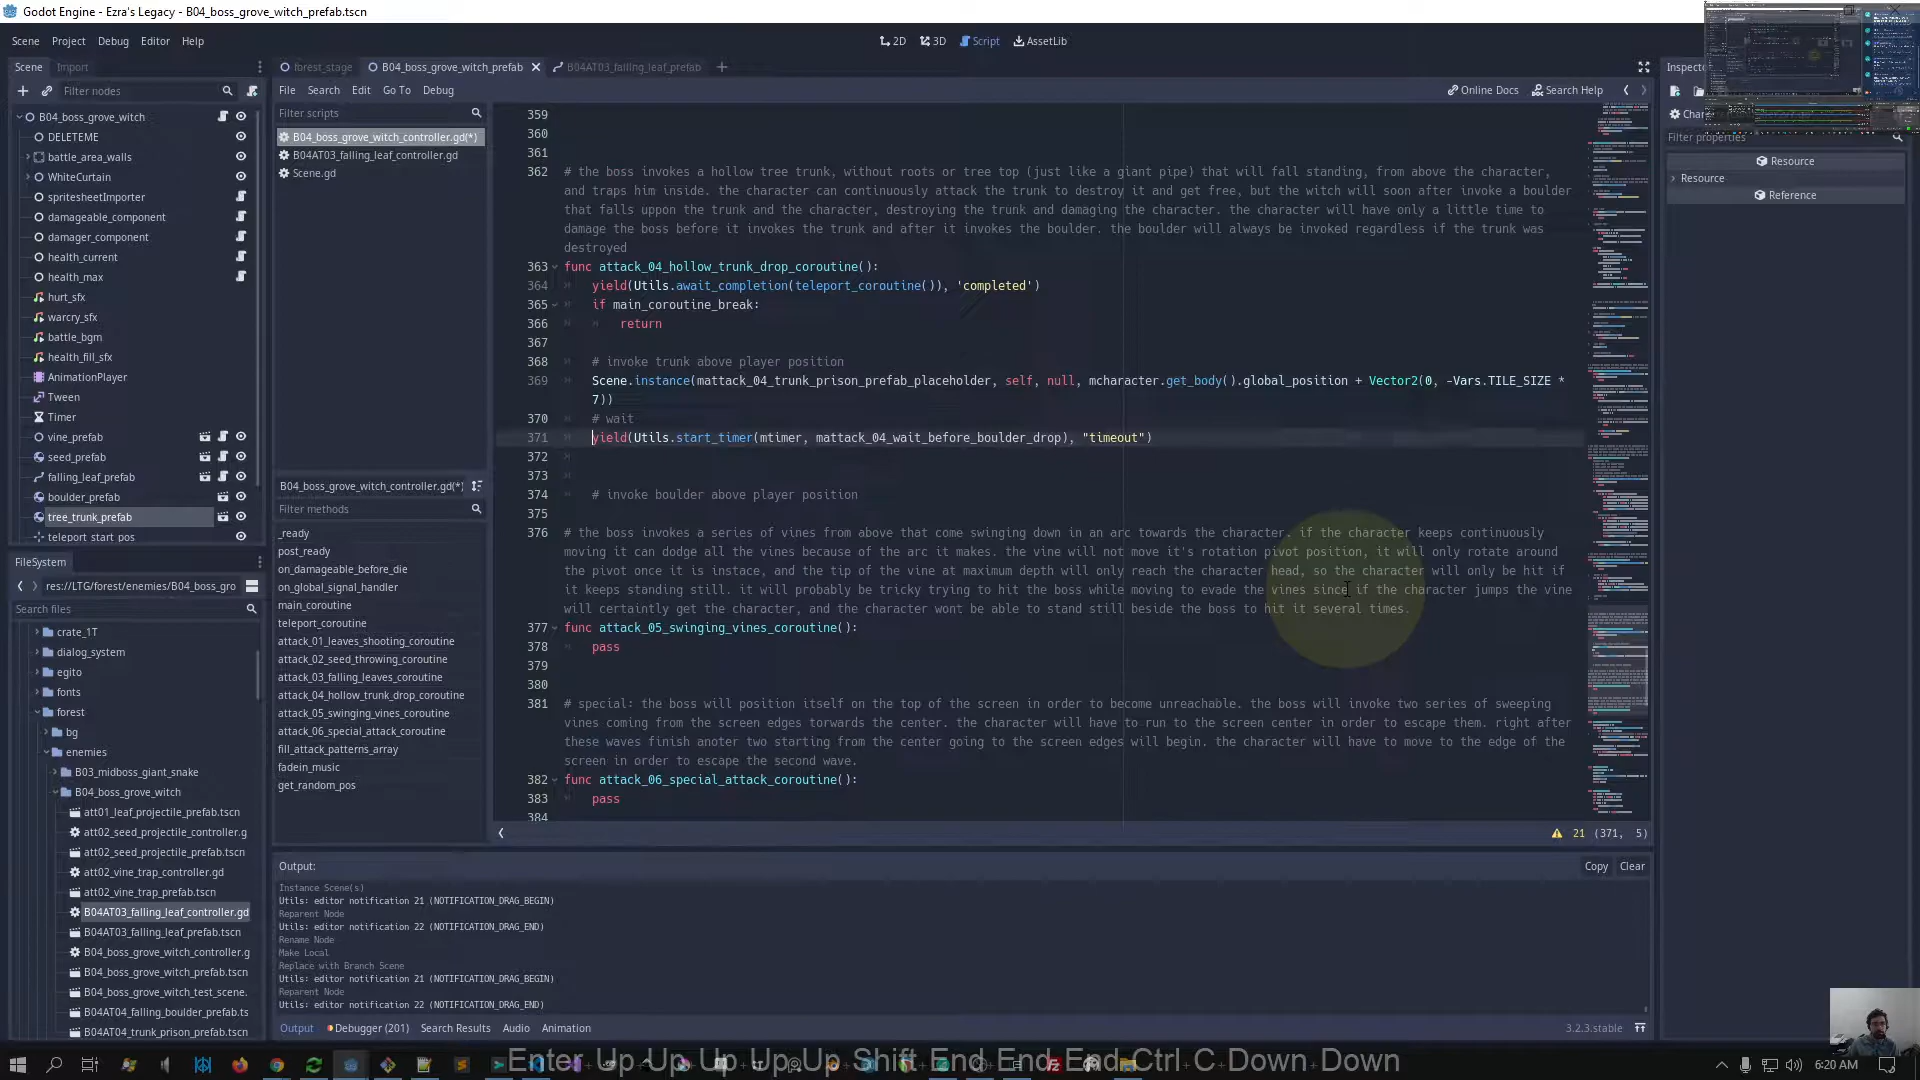 Godot Engine - Ezra's Legacy - B04_boss_grove_witch_prefab.tscn
Scene Project Debug Editor Help
2D 3D Script AssetLib
Scene Import
forest_stage B04_boss_grove_witch_prefab B04AT03_falling_leaf_prefab
Inspecto
Filter nodes
File Search Edit Go To Debug
Online Docs Search Help
Filter scripts
B04_boss_grove_witch_controller.gd(*)
B04AT03_falling_leaf_controller.gd
Scene.gd
B04_boss_grove_witch
DELETEME
battle_area_walls
WhiteCurtain
spritesheetImporter
damageable_component
damager_component
health_current
health_max
hurt_sfx
warcry_sfx
battle_bgm
health_fill_sfx
AnimationPlayer
Tween
Timer
vine_prefab
seed_prefab
falling_leaf_prefab
boulder_prefab
tree_trunk_prefab
teleport start pos
B04_boss_grove_witch_controller.gd(*)
Filter methods
_ready
post_ready
on_damageable_before_die
on_global_signal_handler
main_coroutine
teleport_coroutine
attack_01_leaves_shooting_coroutine
attack_02_seed_throwing_coroutine
attack_03_falling_leaves_coroutine
attack_04_hollow_trunk_drop_coroutine
attack_05_swinging_vines_coroutine
attack_06_special_attack_coroutine
fill_attack_patterns_array
fadein_music
get_random_pos
359
360
361
362 # the boss invokes a hollow tree trunk, without roots or tree top (just like a giant pipe) that will fall standing, from above the character,
and traps him inside. the character can continuously attack the trunk to destroy it and get free, but the witch will soon after invoke a boulder
that falls uppon the trunk and the character, destroying the trunk and damaging the character. the character will have only a little time to
damage the boss before it invokes the trunk and after it invokes the boulder. the boulder will always be invoked regardless if the trunk was
destroyed
363 func attack_04_hollow_trunk_drop_coroutine():
364 yield(Utils.await_completion(teleport_coroutine()), 'completed')
365 if main_coroutine_break:
366 return
367
368 # invoke trunk above player position
369 Scene.instance(mattack_04_trunk_prison_prefab_placeholder, self, null, mcharacter.get_body().global_position + Vector2(0, -Vars.TILE_SIZE *
7))
370 # wait
371 yield(Utils.start_timer(mtimer, mattack_04_wait_before_boulder_drop), "timeout")
372
373
374 # invoke boulder above player position
375
376 # the boss invokes a series of vines from above that come swinging down in an arc towards the character. if the character keeps continuously
moving it can dodge all the vines because of the arc it makes. the vine will not move it's rotation pivot position, it will only rotate around
the pivot once it is instace, and the tip of the vine at maximum depth will only reach the character head, so the character will only be hit if
it keeps standing still. it will probably be tricky trying to hit the boss while moving to evade the vines since if the character jumps the vine
will certaintly get the character, and the character wont be able to stand still beside the boss to hit it several times.
377 func attack_05_swinging_vines_coroutine():
378 pass
379
380
381 # special: the boss will position itself on the top of the screen in order to become unreachable. the boss will invoke two series of sweeping
vines coming from the screen edges torwards the center. the character will have to run to the screen center in order to escape them. right after
these waves finish anoter two starting from the center going to the screen edges will begin. the character will have to move to the edge of the
screen in order to escape the second wave.
382 func attack_06_special_attack_coroutine():
383 pass
384
21 (371, 5)
Filter properties
Resource
Resource
Reference
FileSystem
res://LTG/forest/enemies/B04_boss_gro
Search files
crate_1T
dialog_system
egito
fonts
forest
bg
enemies
B03_midboss_giant_snake
B04_boss_grove_witch
att01_leaf_projectile_prefab.tscn
att02_seed_projectile_controller.g
att02_seed_projectile_prefab.tscn
att02_vine_trap_controller.gd
att02_vine_trap_prefab.tscn
B04AT03_falling_leaf_controller.gd
B04AT03_falling_leaf_prefab.tscn
B04_boss_grove_witch_controller.g
B04_boss_grove_witch_prefab.tscn
B04_boss_grove_witch_test_scene.
B04AT04_falling_boulder_prefab.ts
B04AT04_trunk_prison_prefab.tscn
Output: Copy Clear
Instance Scene(s)
Utils: editor notification 21 (NOTIFICATION_DRAG_BEGIN)
Reparent Node
Utils: editor notification 22 (NOTIFICATION_DRAG_END)
Rename Node
Make Local
Replace with Branch Scene
Utils: editor notification 21 (NOTIFICATION_DRAG_BEGIN)
Reparent Node
Utils: editor notification 22 (NOTIFICATION_DRAG_END)
Output Debugger (201) Search Results Audio Animation
3.2.3.stable
Enter Up Up Up Up Up Shift End End End Ctrl C Down Down
6:20 AM